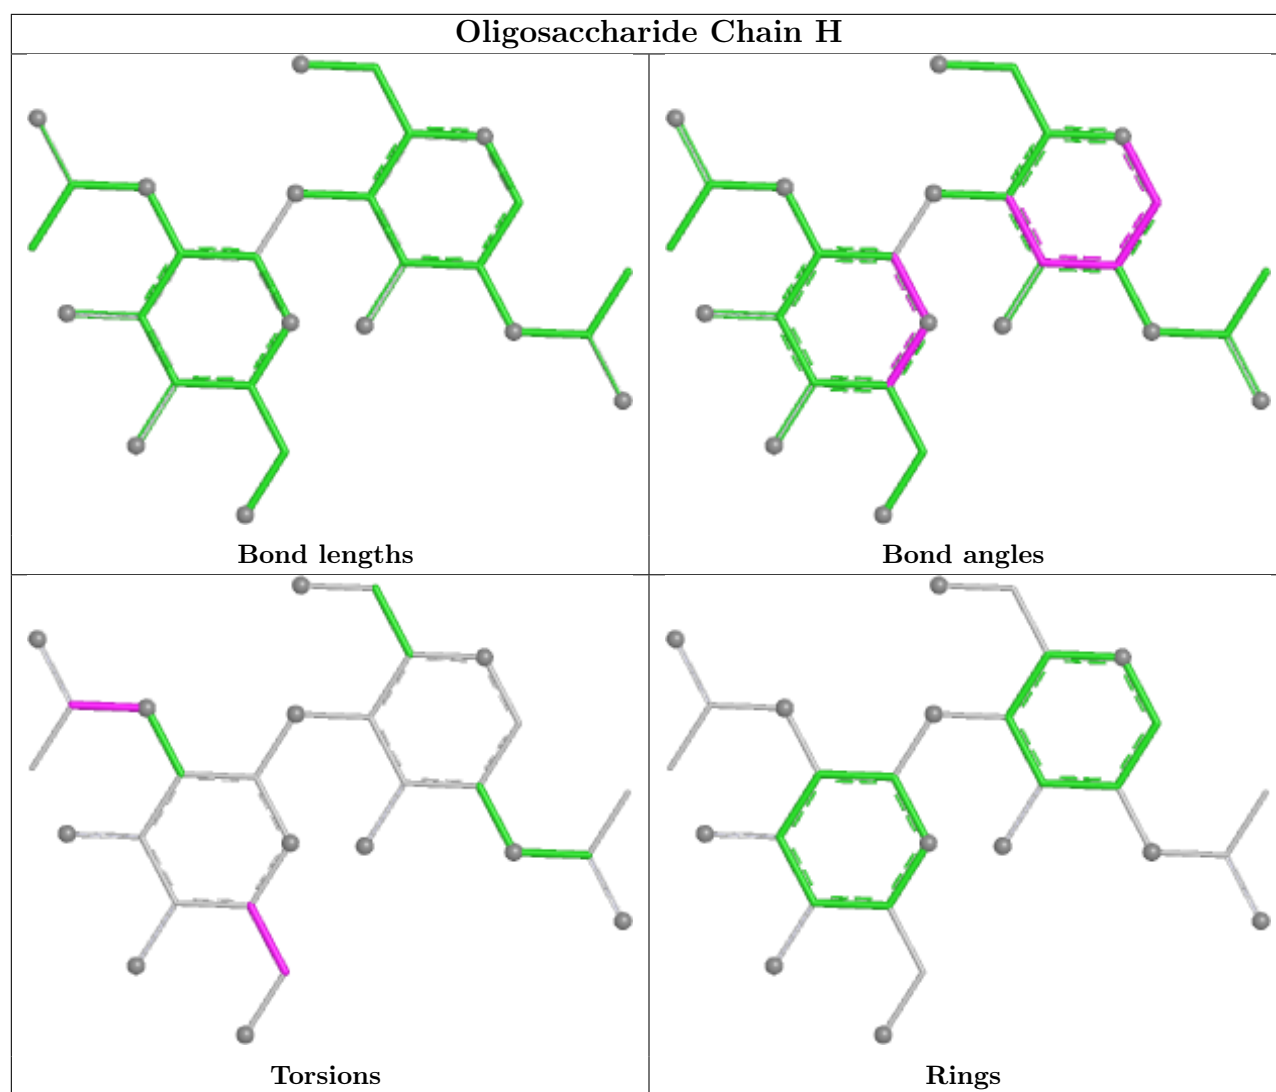 Oligosaccharide Chain H
Bond lengths
Bond angles
Torsions
Rings